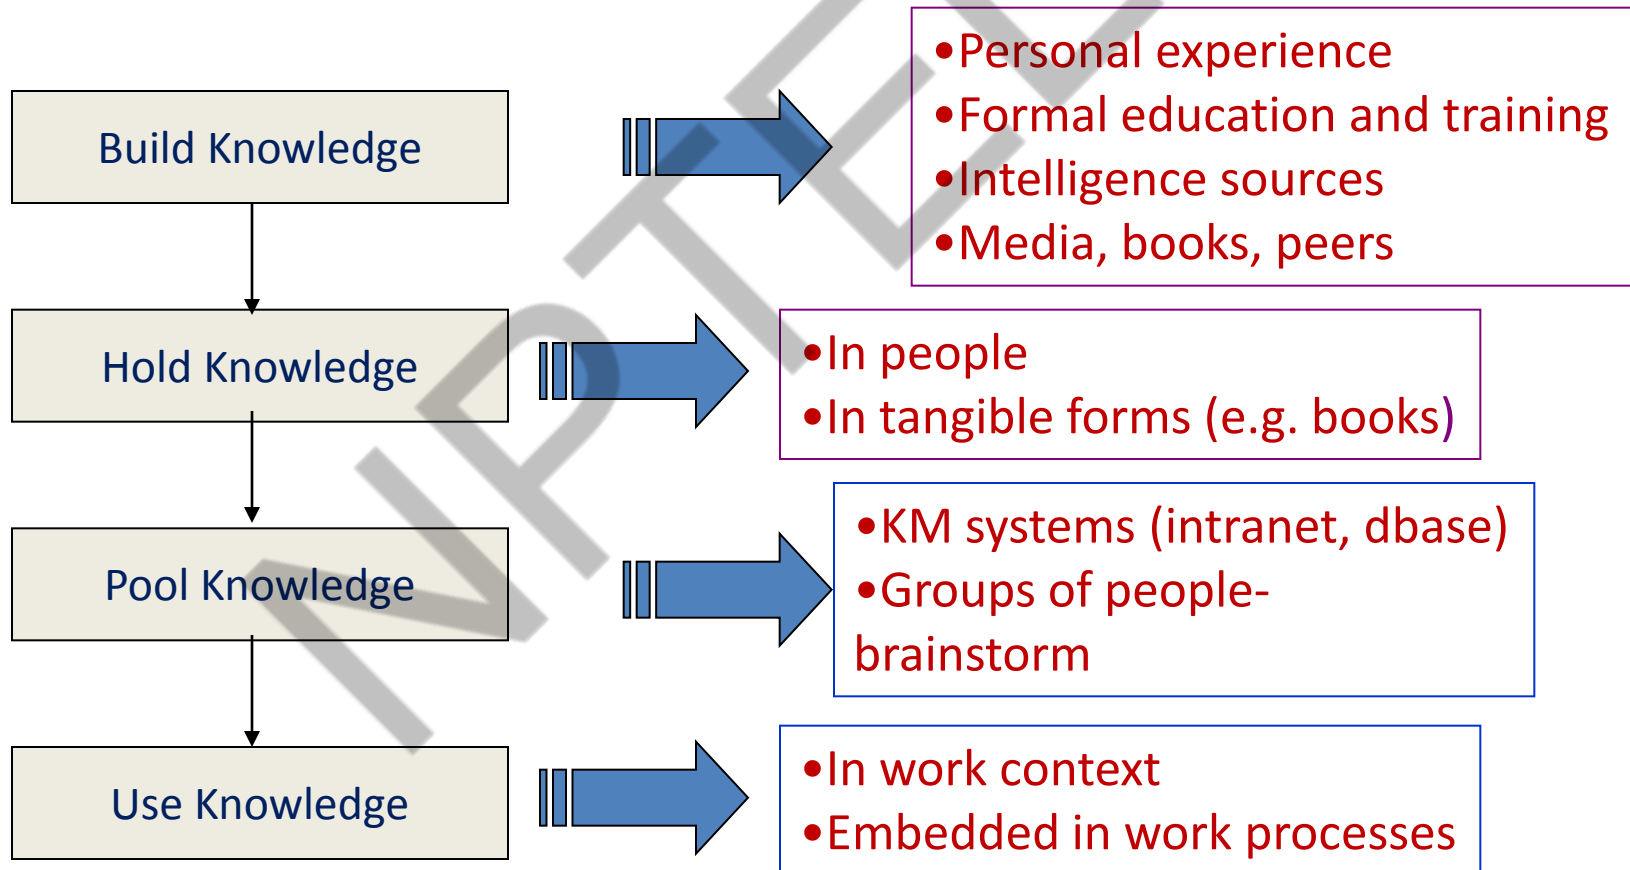 Build Knowledge
•Personal experience
•Formal education and training
•Intelligence sources
•Media, books, peers
Hold Knowledge
•In people
•In tangible forms (e.g. books)
Pool Knowledge
•KM systems (intranet, dbase)
•Groups of people-
brainstorm
Use Knowledge
•In work context
•Embedded in work processes
NPTEL